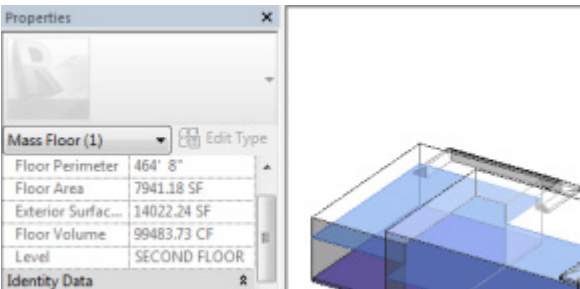 Properties
Mass Floor (1) Edit Type
Floor Perimeter 464' 8"
Floor Area 7941.18 SF
Exterior Surfac... 14022.24 SF
Floor Volume 99483.73 CF
Level SECOND FLOOR
Identity Data